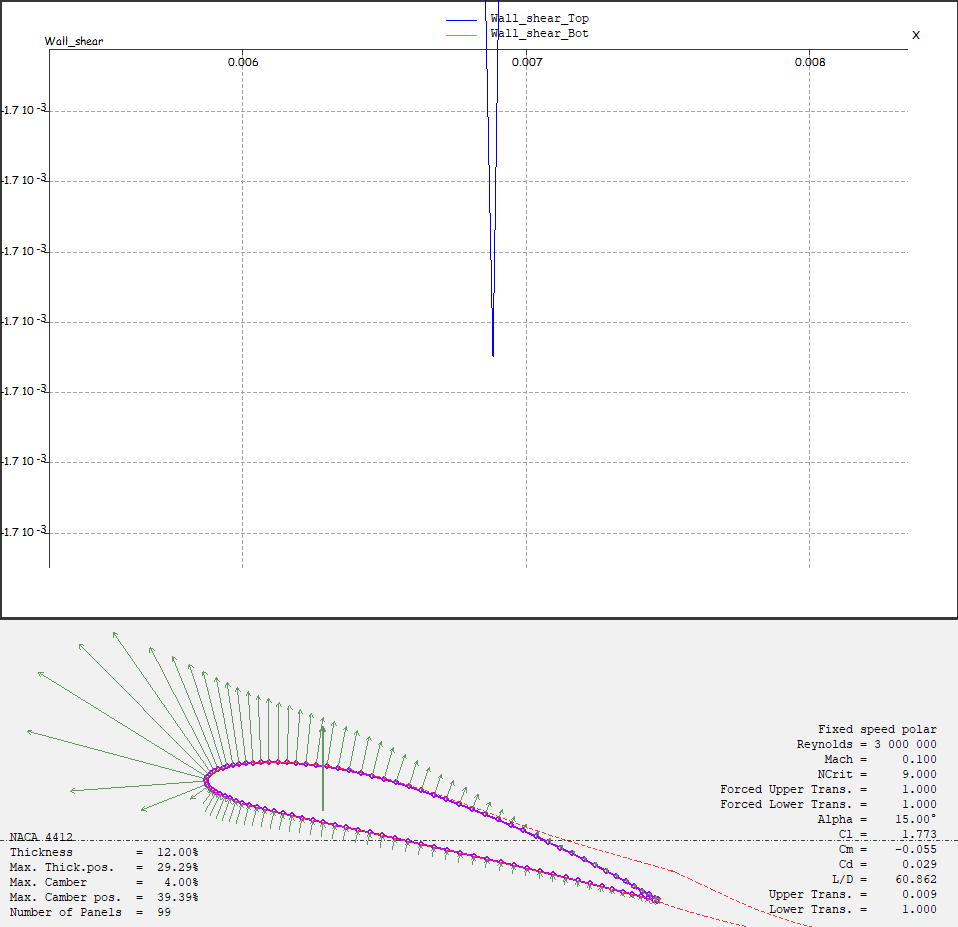 Wall_shear_Top
Wall_shear_Bot
Wall_shear
X
0.006 0.007 0.008
-1.7 10 -3
-1.7 10 -3
-1.7 10 -3
-1.7 10 -3
-1.7 10 -3
-1.7 10 -3
-1.7 10 -3
Fixed speed polar
Reynolds = 3 000 000
Mach = 0.100
NCrit = 9.000
Forced Upper Trans. = 1.000
Forced Lower Trans. = 1.000
Alpha = 15.00°
Cl = 1.773
Cm = -0.055
Cd = 0.029
L/D = 60.862
Upper Trans. = 0.009
Lower Trans. = 1.000
NACA 4412
Thickness = 12.00%
Max. Thick.pos. = 29.29%
Max. Camber = 4.00%
Max. Camber pos. = 39.39%
Number of Panels = 99